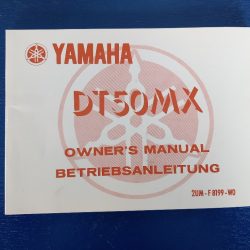 YAMAHA
DT50MX
OWNER'S MANUAL
BETRIEBSANLEITUNG
2UM-F8199-W0